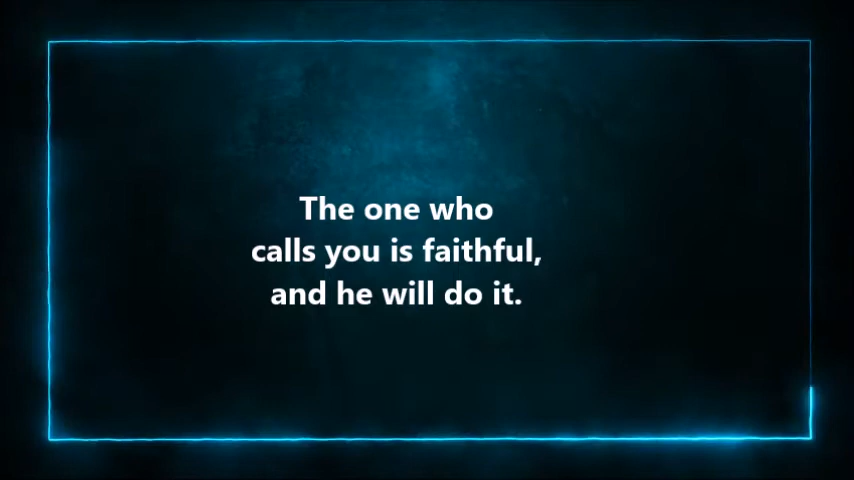 The one who
calls you is faithful,
and he will do it.